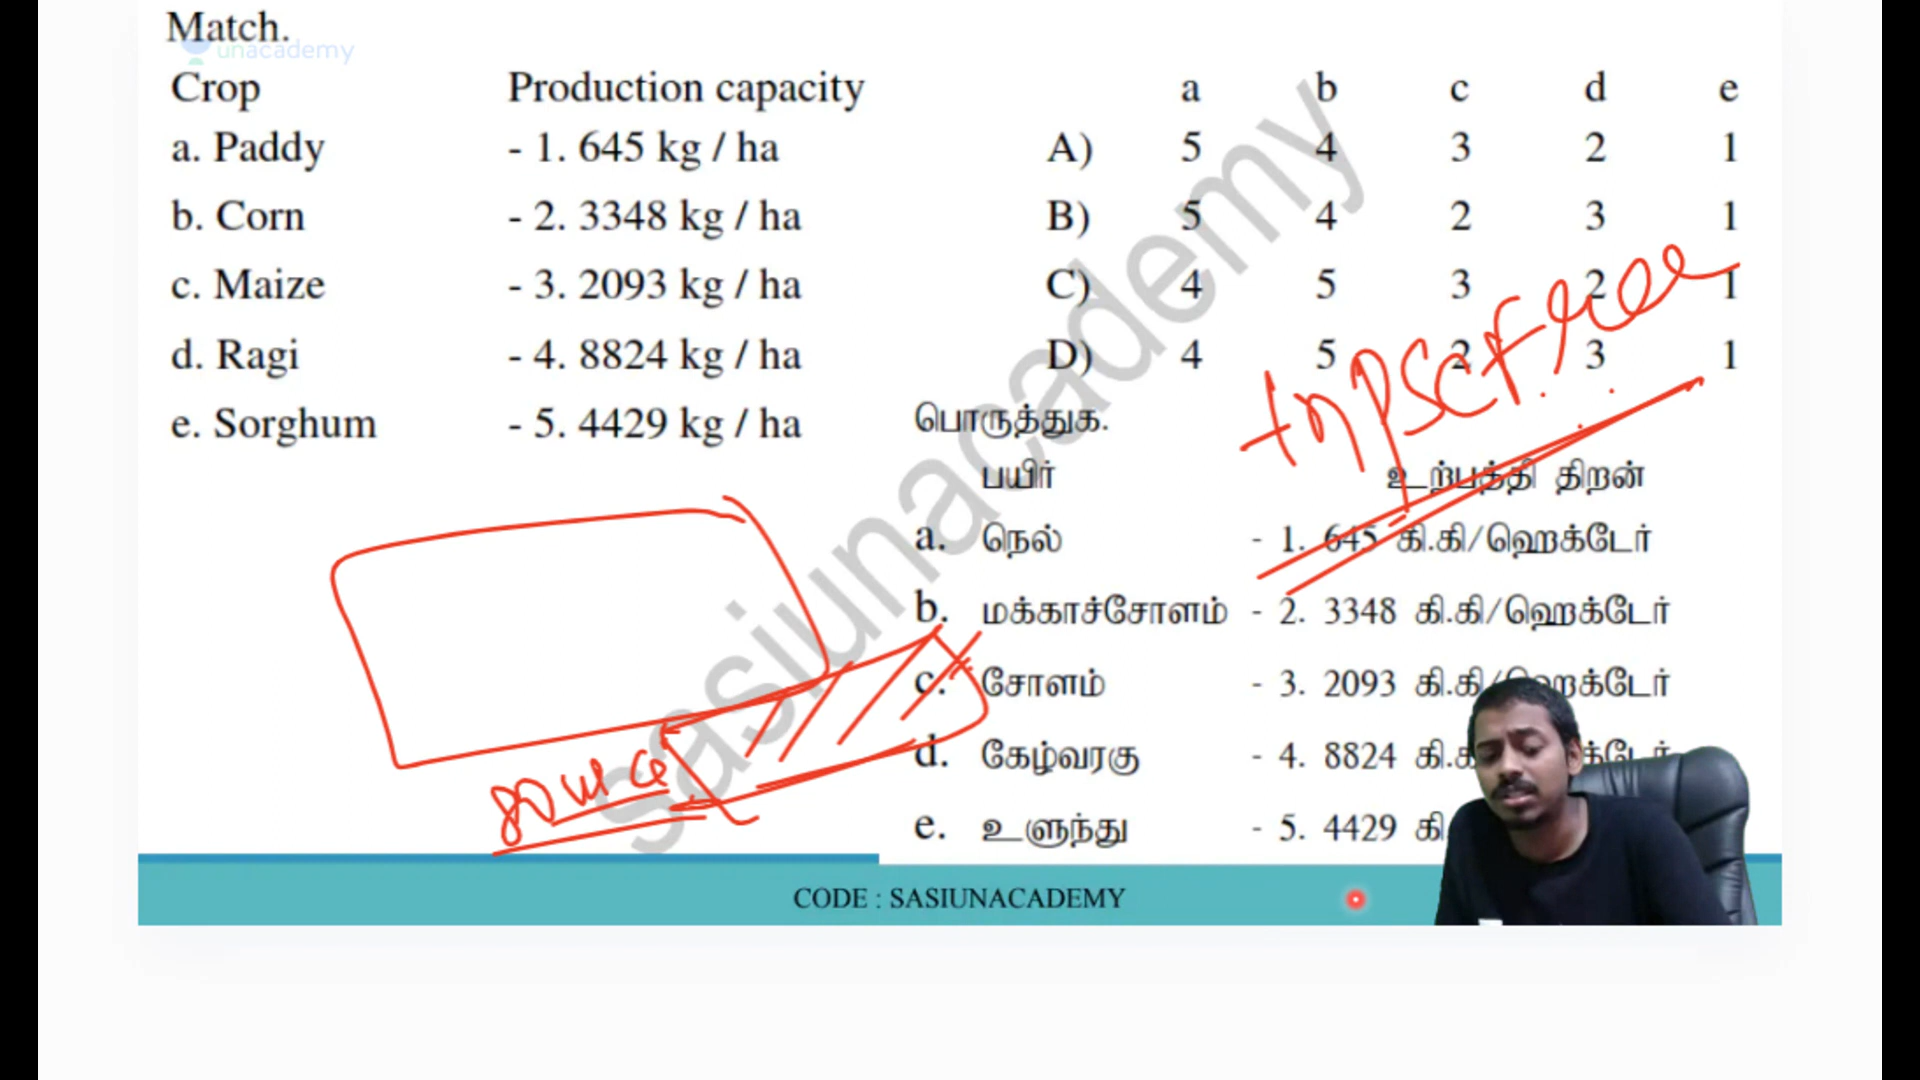 Match.
unacademy
Crop Production capacity
a. Paddy - 1. 645 kg / ha
b. Corn - 2. 3348 kg / ha
c. Maize - 3. 2093 kg / ha
d. Ragi - 4. 8824 kg / ha
e. Sorghum - 5. 4429 kg / ha
a b c d e
A) 5 4 3 2 1
B) 5 4 2 3 1
C) 4 5 3 2 1
D) 4 5 2 3 1
பொருத்துக.
பயிர் உற்பத்தி திறன்
a. நெல் - 1. 645 கி.கி/ஹெக்டேர்
b. மக்காச்சோளம் - 2. 3348 கி.கி/ஹெக்டேர்
c. சோளம் - 3. 2093 கி.கி/ஹெக்டேர்
d. கேழ்வரகு - 4. 8824 கி.
e. உளுந்து - 5. 4429 கி.
source
sasiunacademy
CODE : SASIUNACADEMY